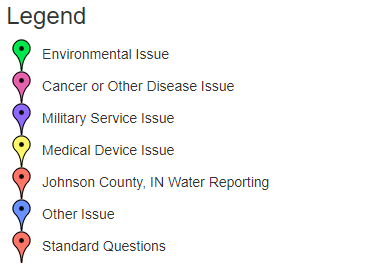 Legend
Environmental Issue
Cancer or Other Disease Issue
Military Service Issue
Medical Device Issue
Johnson County, IN Water Reporting
Other Issue
Standard Questions